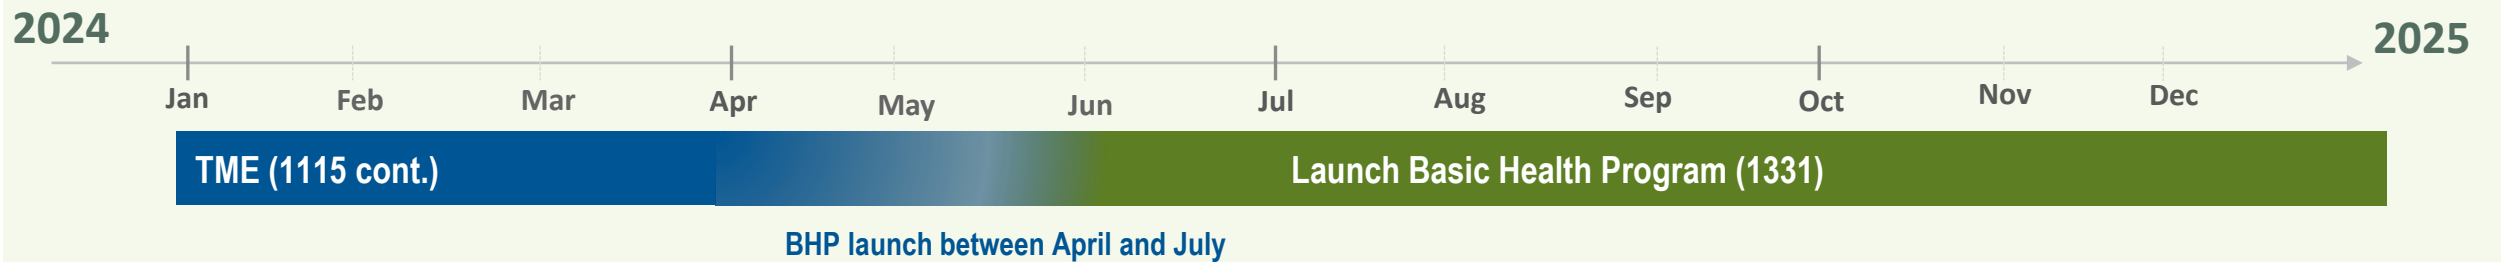 2024
2025
Jan Feb Mar Apr May Jun Jul Aug Sep Oct Nov Dec
TME (1115 cont.)
Launch Basic Health Program (1331)
BHP launch between April and July